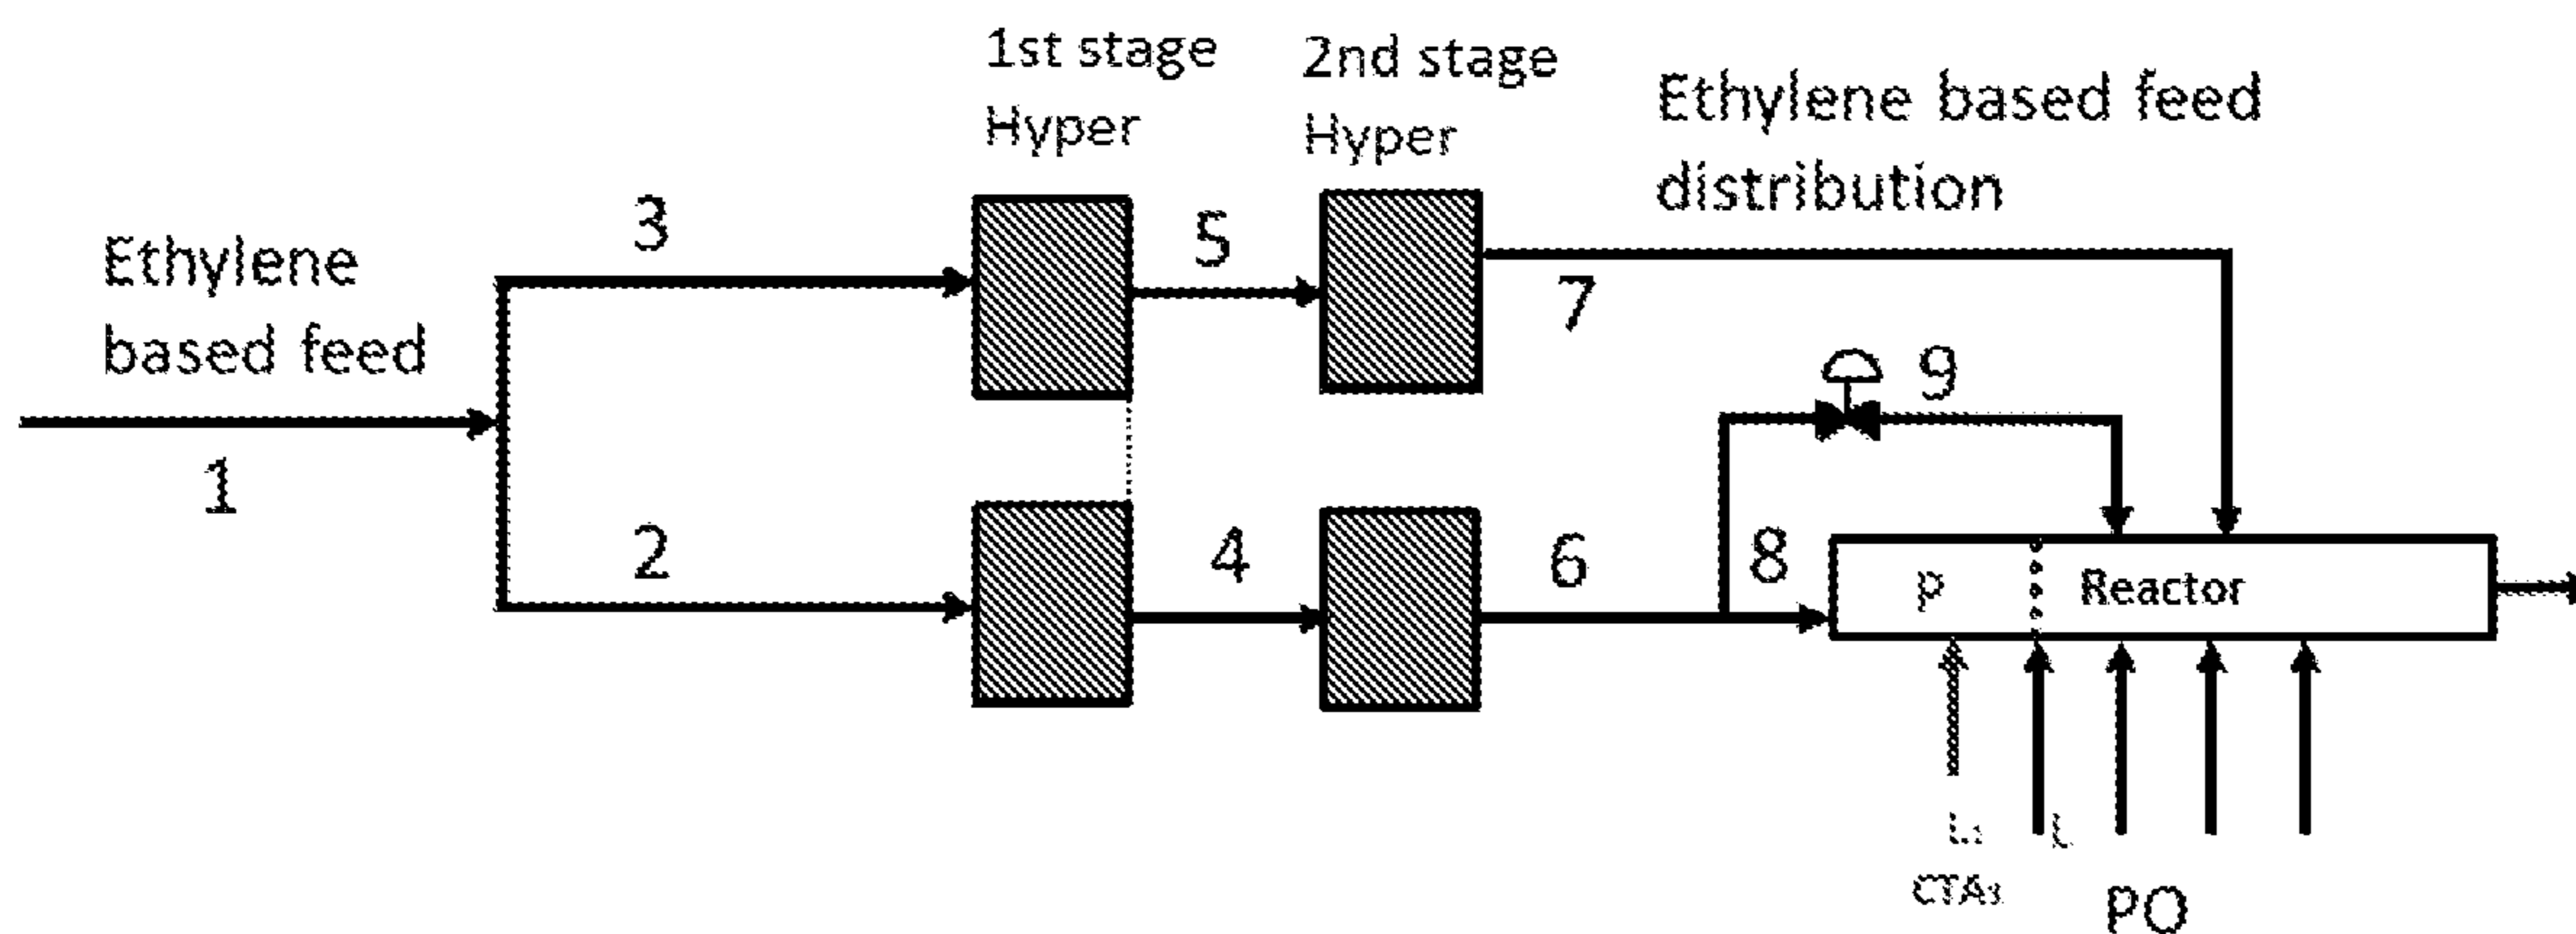 1st stage
Hyper
2nd stage
Hyper
Ethylene based feed
distribution
Ethylene
based feed
1
3
2
5
4
7
6
9
8
P
Reactor
CTAs
PO